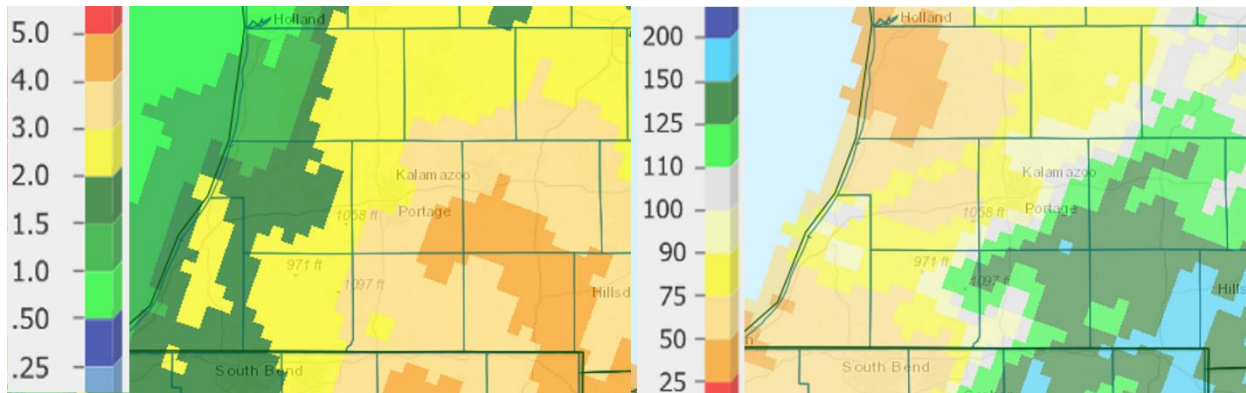 5.0
4.0
3.0
2.0
1.5
1.0
.50
.25
Holland
Kalamazoo
1058 ft
Portage
971 ft
1097 ft
Hillsd
South Bend
200
150
125
110
100
90
75
50
25
Holland
Kalamazoo
1058 ft
Portage
971 ft
1097 ft
Hills
South Bend